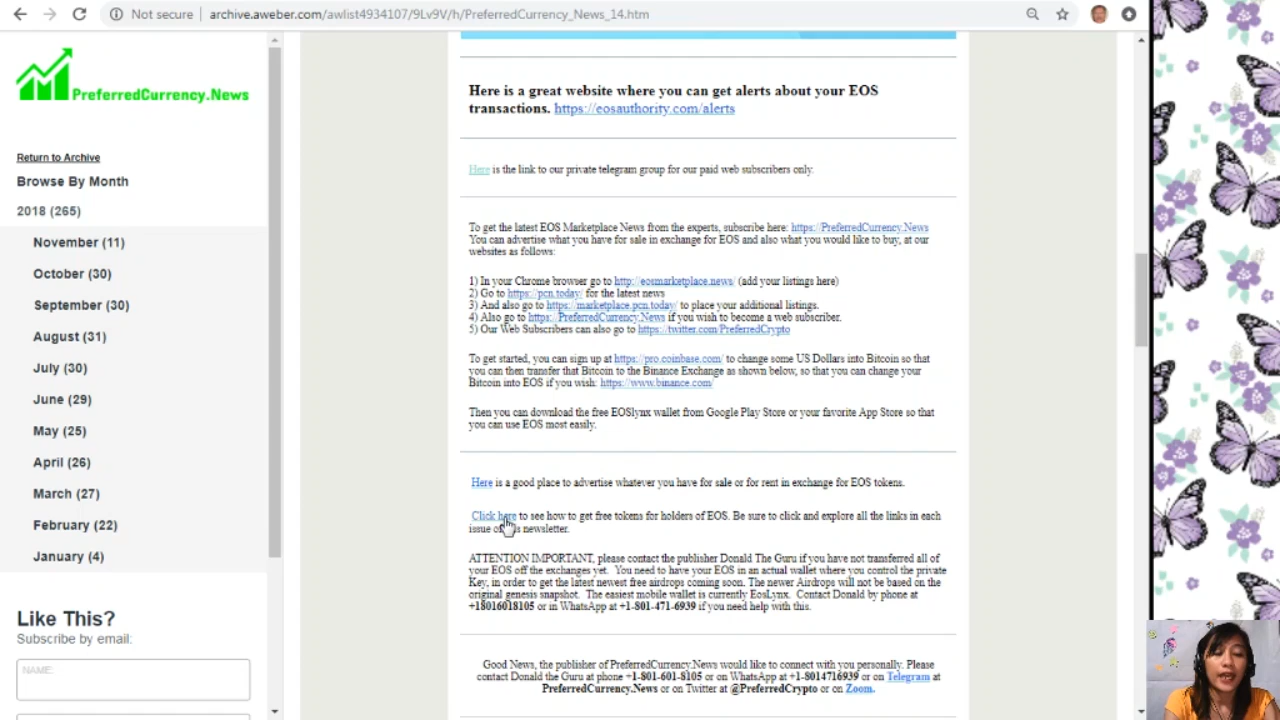 Not secure
archive.aweber.com/awlist4934107/9Lv9V/h/PreferredCurrency_News_14.htm
PreferredCurrency.News
Return to Archive
Browse By Month
2018 (265)
November (11)
October (30)
September (30)
August (31)
July (30)
June (29)
May (25)
April (26)
March (27)
February (22)
January (4)
Like This?
Subscribe by email:
NAME:
Here is a great website where you can get alerts about your EOS
transactions. https://eosauthority.com/alerts
Here is the link to our private telegram group for our paid web subscribers only.
To get the latest EOS Marketplace News from the experts, subscribe here: https://PreferredCurrency.News
You can advertise what you have for sale in exchange for EOS and also what you would like to buy, at our
websites as follows:
1) In your Chrome browser go to http://eosmarketplace.news/ (add your listings here)
2) Go to https://pcn.today/ for the latest news
3) And also go to https://marketplace.pcn.today/ to place your additional listings.
4) Also go to https://PreferredCurrency.News if you wish to become a web subscriber.
5) Our Web Subscribers can also go to https://twitter.com/PreferredCrypto
To get started, you can sign up at https://pro.coinbase.com/ to change some US Dollars into Bitcoin so that
you can then transfer that Bitcoin to the Binance Exchange as shown below, so that you can change your
Bitcoin into EOS if you wish: https://www.binance.com/
Then you can download the free EOSlynx wallet from Google Play Store or your favorite App Store so that
you can use EOS most easily.
Here is a good place to advertise whatever you have for sale or for rent in exchange for EOS tokens.
Click here to see how to get free tokens for holders of EOS. Be sure to click and explore all the links in each
issue of newsletter.
ATTENTION IMPORTANT, please contact the publisher Donald The Guru if you have not transferred all of
your EOS off the exchanges yet. You need to have your EOS in an actual wallet where you control the private
Key, in order to get the latest newest free airdrops coming soon. The newer Airdrops will not be based on the
original genesis snapshot. The easiest mobile wallet is currently EosLynx. Contact Donald by phone at
+18016018105 or in WhatsApp at +1-801-471-6939 if you need help with this.
Good News, the publisher of PreferredCurrency.News would like to connect with you personally. Please
contact Donald the Guru at phone +1-801-601-8105 or on WhatsApp at +1-8014716939 or on Telegram at
PreferredCurrency.News or on Twitter at @PreferredCrypto or on Zoom.